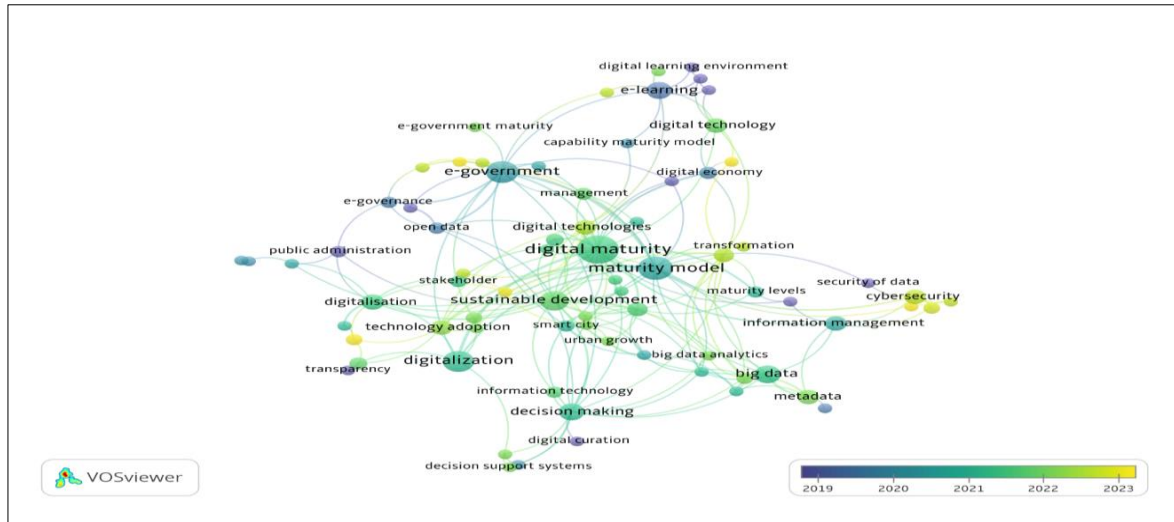 digital learning environment
e-learning
e-government maturity
digital technology
capability maturity model
e-government
digital economy
management
e-governance
open data
digital technologies
public administration
digital maturity
transformation
maturity model
stakeholder
security of data
digitalisation
sustainable development
maturity levels
cybersecurity
technology adoption
smart city
information management
urban growth
digitalization
big data analytics
transparency
big data
information technology
metadata
decision making
digital curation
decision support systems
VOSviewer
2019 2020 2021 2022 2023